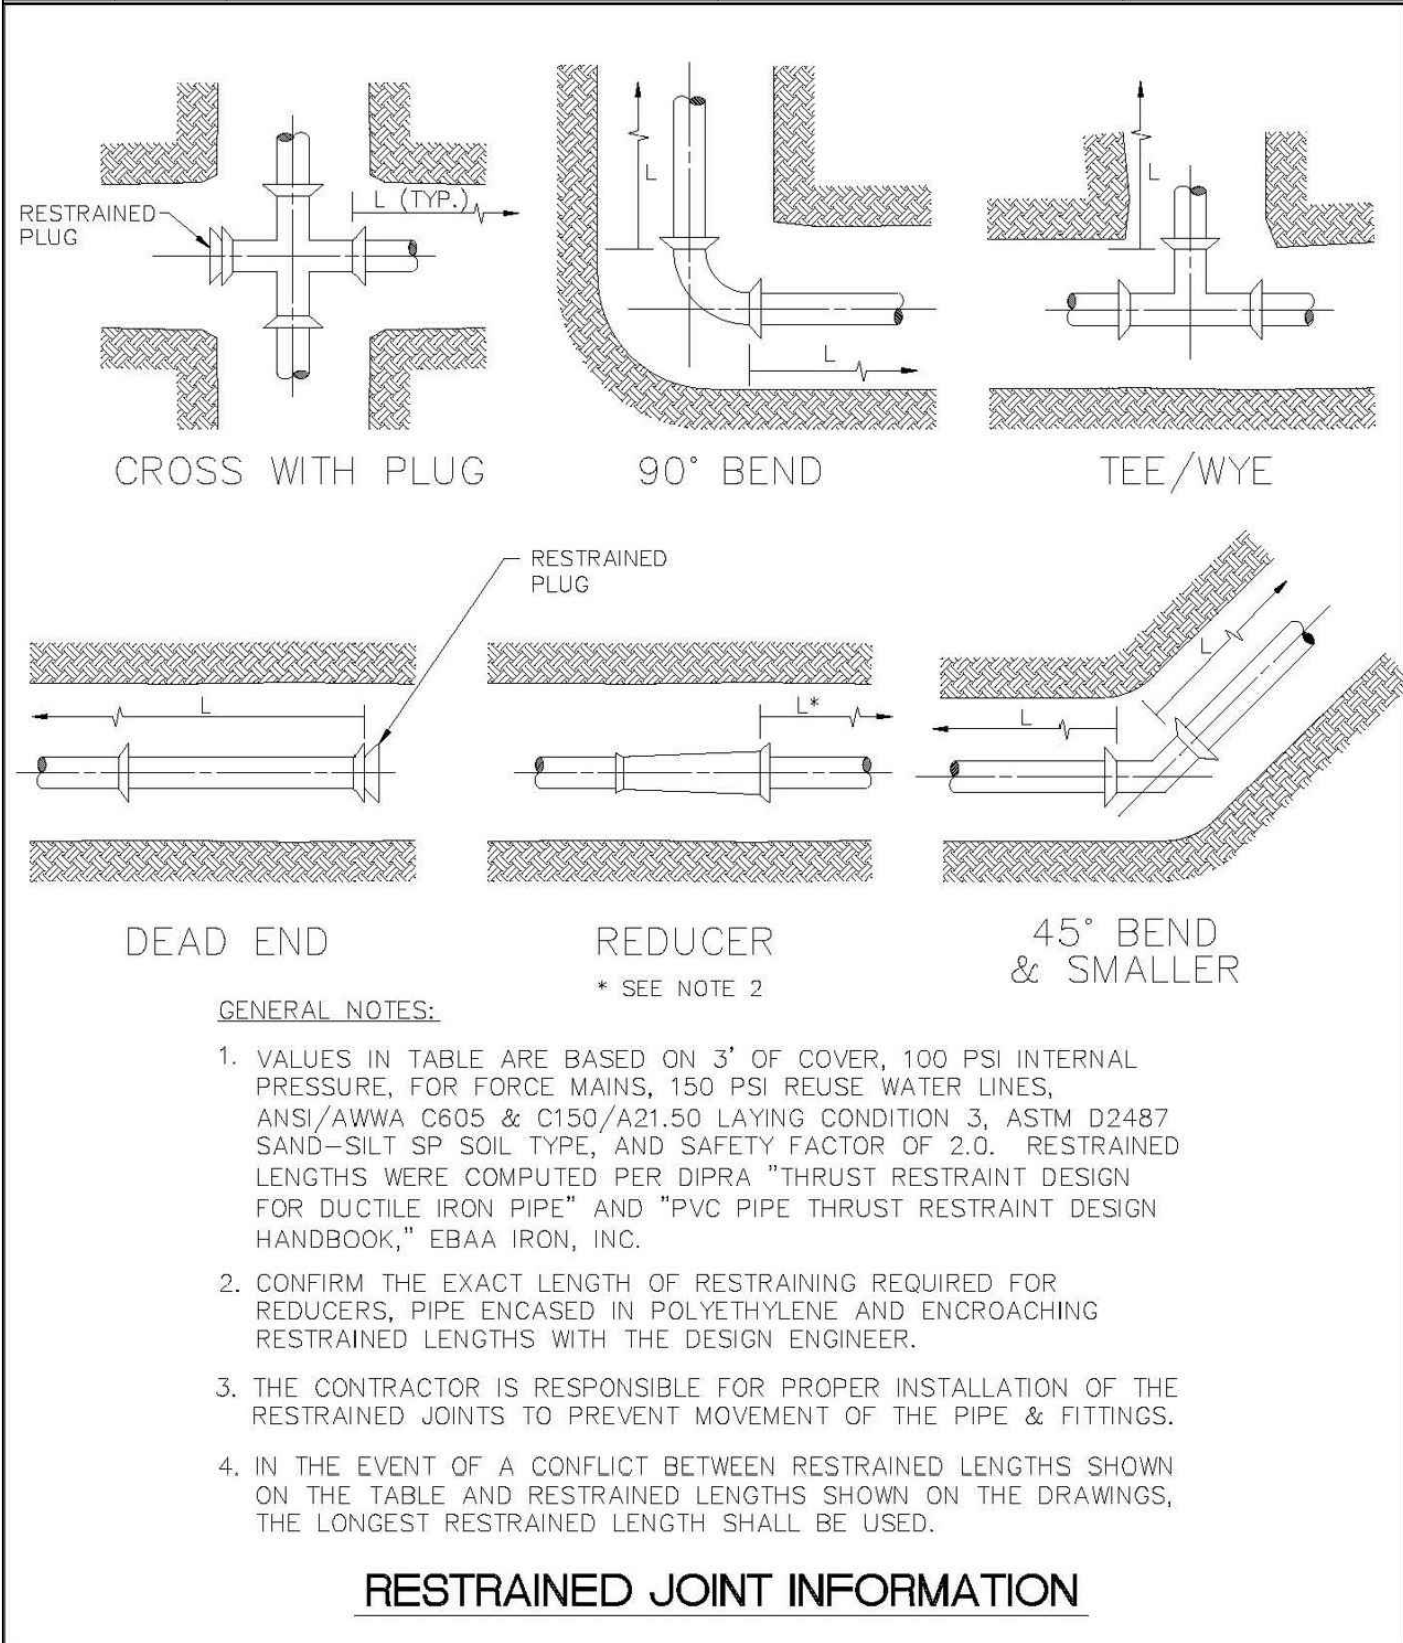 RESTRAINED
PLUG
L (TYP.)
CROSS WITH PLUG
L
L
90° BEND
L
TEE/WYE
RESTRAINED
PLUG
L
DEAD END
L*
REDUCER
* SEE NOTE 2
L
L
45° BEND
& SMALLER
GENERAL NOTES:
1. VALUES IN TABLE ARE BASED ON 3' OF COVER, 100 PSI INTERNAL
PRESSURE, FOR FORCE MAINS, 150 PSI REUSE WATER LINES,
ANSI/AWWA C605 & C150/A21.50 LAYING CONDITION 3, ASTM D2487
SAND-SILT SP SOIL TYPE, AND SAFETY FACTOR OF 2.0. RESTRAINED
LENGTHS WERE COMPUTED PER DIPRA "THRUST RESTRAINT DESIGN
FOR DUCTILE IRON PIPE" AND "PVC PIPE THRUST RESTRAINT DESIGN
HANDBOOK," EBAA IRON, INC.
2. CONFIRM THE EXACT LENGTH OF RESTRAINING REQUIRED FOR
REDUCERS, PIPE ENCASED IN POLYETHYLENE AND ENCROACHING
RESTRAINED LENGTHS WITH THE DESIGN ENGINEER.
3. THE CONTRACTOR IS RESPONSIBLE FOR PROPER INSTALLATION OF THE
RESTRAINED JOINTS TO PREVENT MOVEMENT OF THE PIPE & FITTINGS.
4. IN THE EVENT OF A CONFLICT BETWEEN RESTRAINED LENGTHS SHOWN
ON THE TABLE AND RESTRAINED LENGTHS SHOWN ON THE DRAWINGS,
THE LONGEST RESTRAINED LENGTH SHALL BE USED.
RESTRAINED JOINT INFORMATION